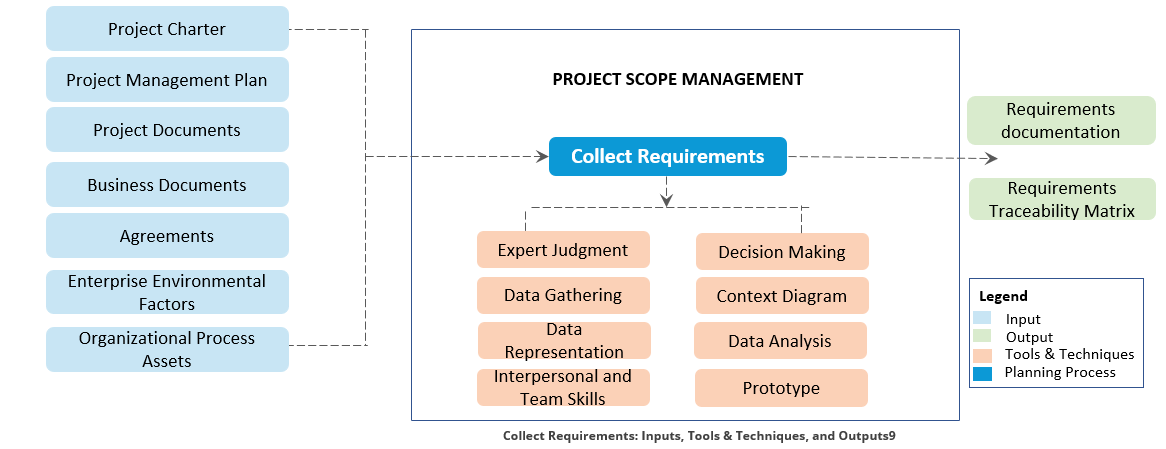 Project Charter
Project Management Plan
Project Documents
Business Documents
Agreements
Enterprise Environmental
Factors
Organizational Process
Assets
PROJECT SCOPE MANAGEMENT
Collect Requirements
Expert Judgment
Data Gathering
Data
Representation
Interpersonal and
Team Skills
Decision Making
Context Diagram
Data Analysis
Prototype
Requirements
documentation
Requirements
Traceability Matrix
Legend
Input
Output
Tools & Techniques
Planning Process
Collect Requirements: Inputs, Tools & Techniques, and Outputs9